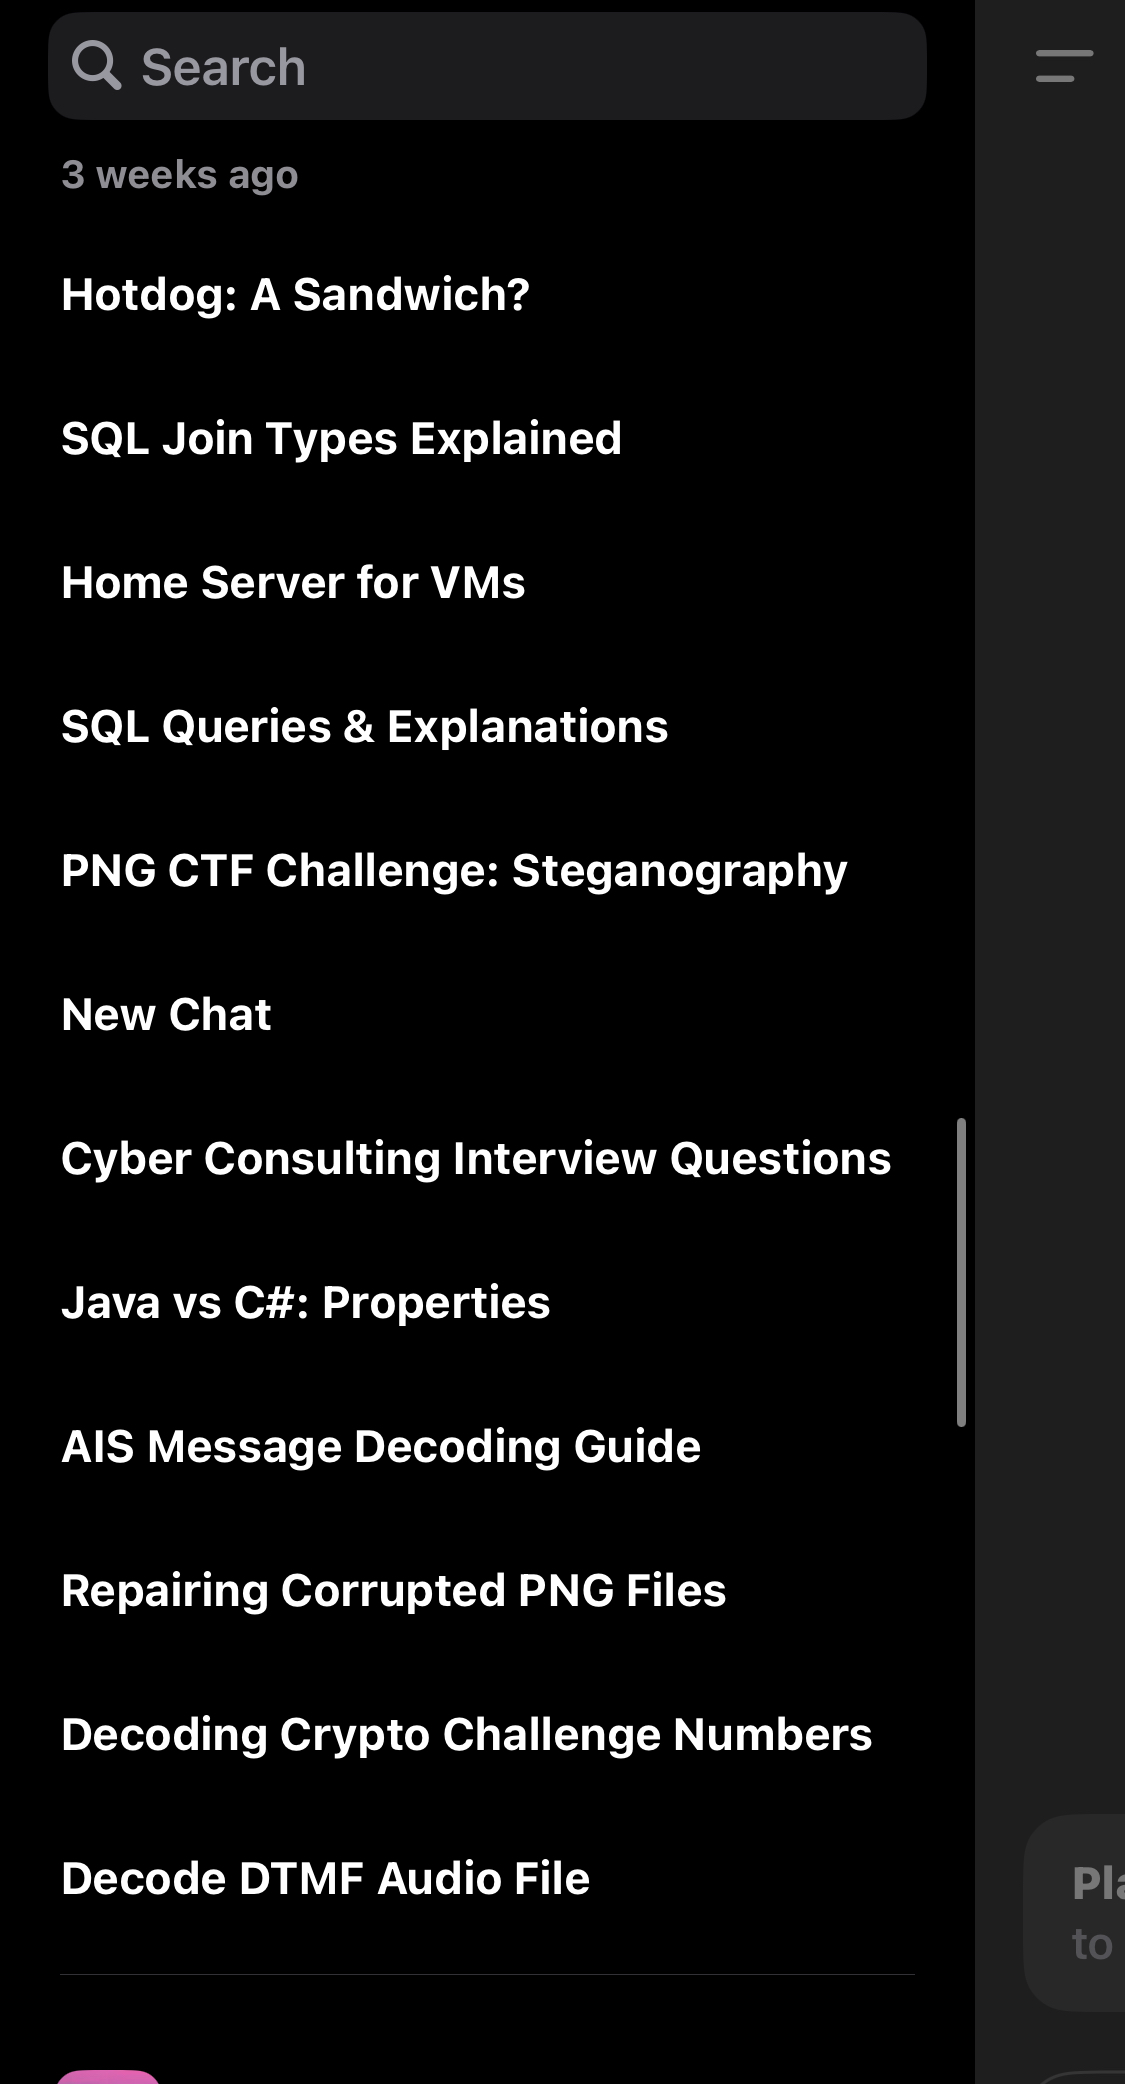 Search
3 weeks ago
Hotdog: A Sandwich?
SQL Join Types Explained
Home Server for VMs
SQL Queries & Explanations
PNG CTF Challenge: Steganography
New Chat
Cyber Consulting Interview Questions
Java vs C#: Properties
AIS Message Decoding Guide
Repairing Corrupted PNG Files
Decoding Crypto Challenge Numbers
Decode DTMF Audio File
to